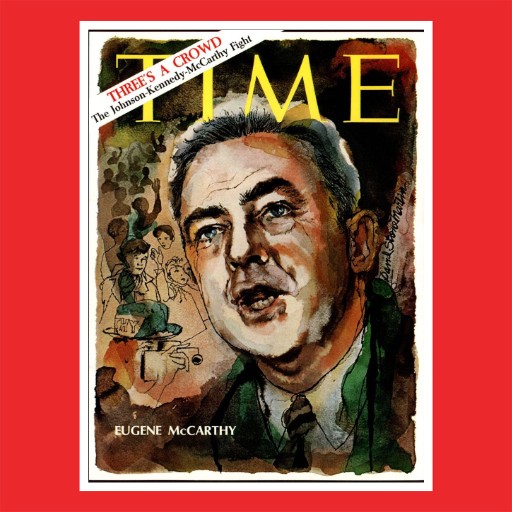 THREE'S A CROWD
The Johnson-Kennedy-McCarthy Fight
TIME
EUGENE McCARTHY